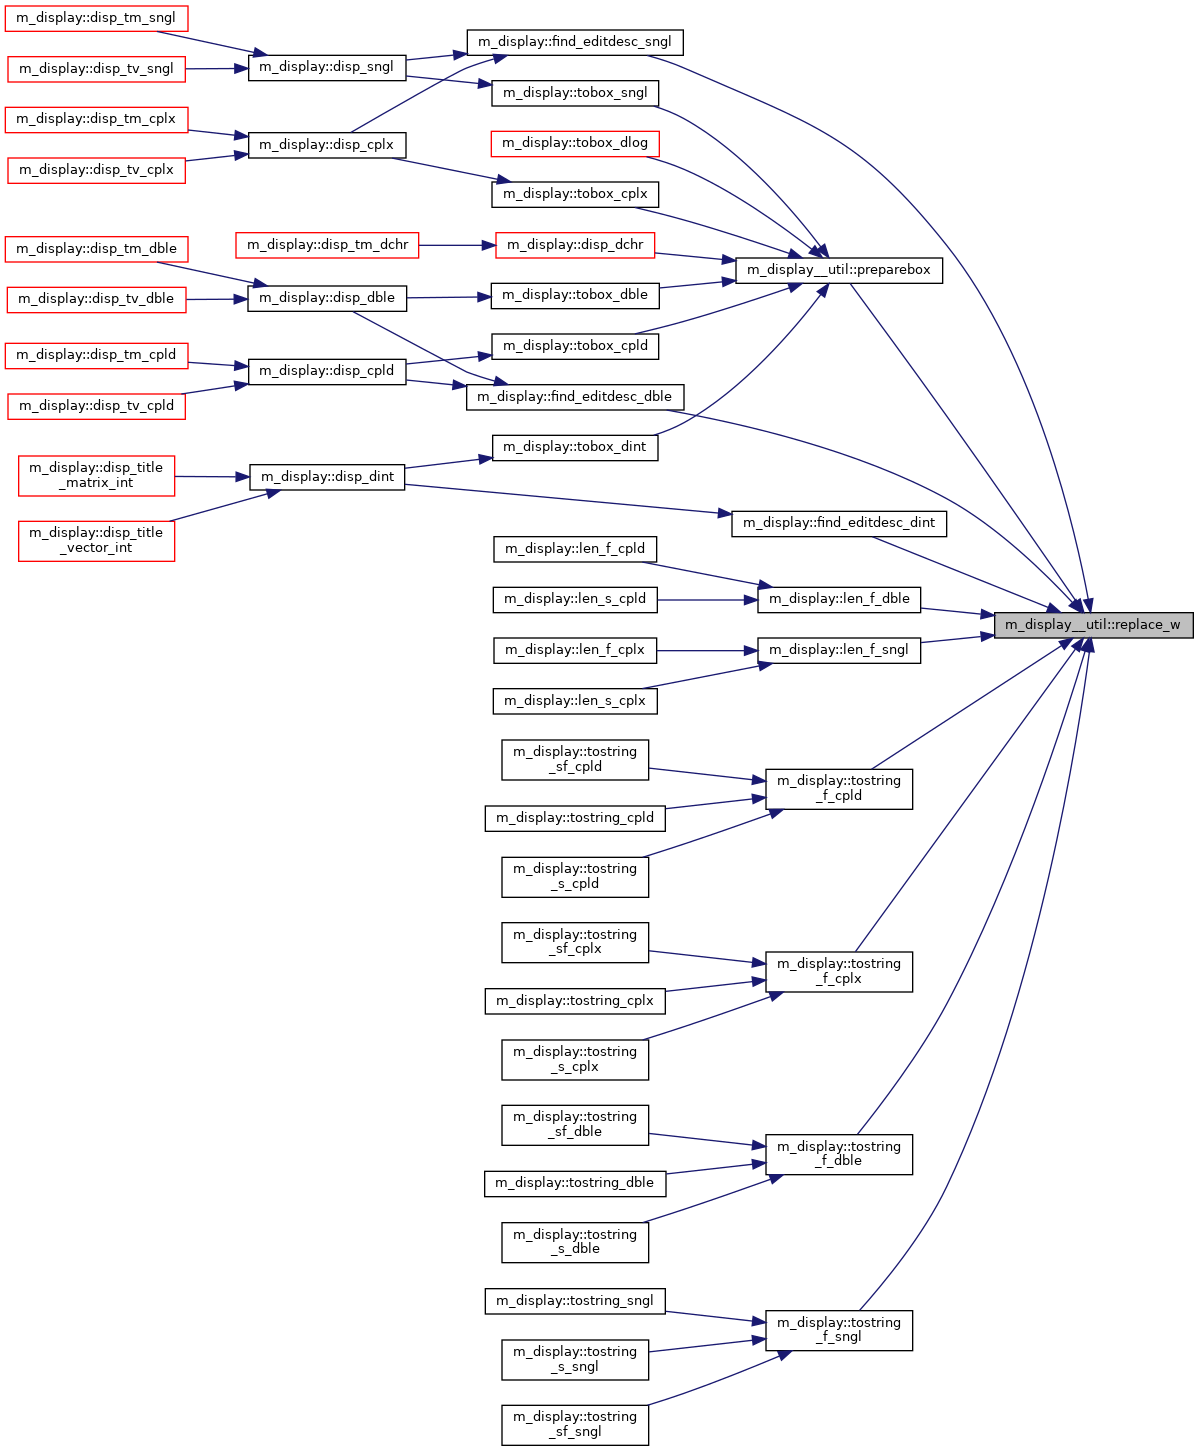 m_display::disp_tm_sngl
m_display::disp_tv_sngl
m_display::disp_tm_cplx
m_display::disp_tv_cplx
m_display::disp_tm_dble
m_display::disp_tv_dble
m_display::disp_tm_cpld
m_display::disp_tv_cpld
m_display::disp_title
_matrix_int
m_display::disp_title
_vector_int
m_display::disp_sngl
m_display::disp_cplx
m_display::disp_tm_dchr
m_display::disp_dble
m_display::disp_cpld
m_display::disp_dint
m_display::find_editdesc_sngl
m_display::tobox_sngl
m_display::tobox_dlog
m_display::tobox_cplx
m_display::disp_dchr
m_display::tobox_dble
m_display::tobox_cpld
m_display::find_editdesc_dble
m_display::tobox_dint
m_display::len_f_cpld
m_display::len_s_cpld
m_display::len_f_cplx
m_display::len_s_cplx
m_display::tostring
_sf_cpld
m_display::tostring_cpld
m_display::tostring
_s_cpld
m_display::tostring
_sf_cplx
m_display::tostring_cplx
m_display::tostring
_s_cplx
m_display::tostring
_sf_dble
m_display::tostring_dble
m_display::tostring
_s_dble
m_display::tostring_sngl
m_display::tostring
_s_sngl
m_display::tostring
_sf_sngl
m_display__util::preparebox
m_display::find_editdesc_dint
m_display::len_f_dble
m_display::len_f_sngl
m_display::tostring
_f_cpld
m_display::tostring
_f_cplx
m_display::tostring
_f_dble
m_display::tostring
_f_sngl
m_display__util::replace_w